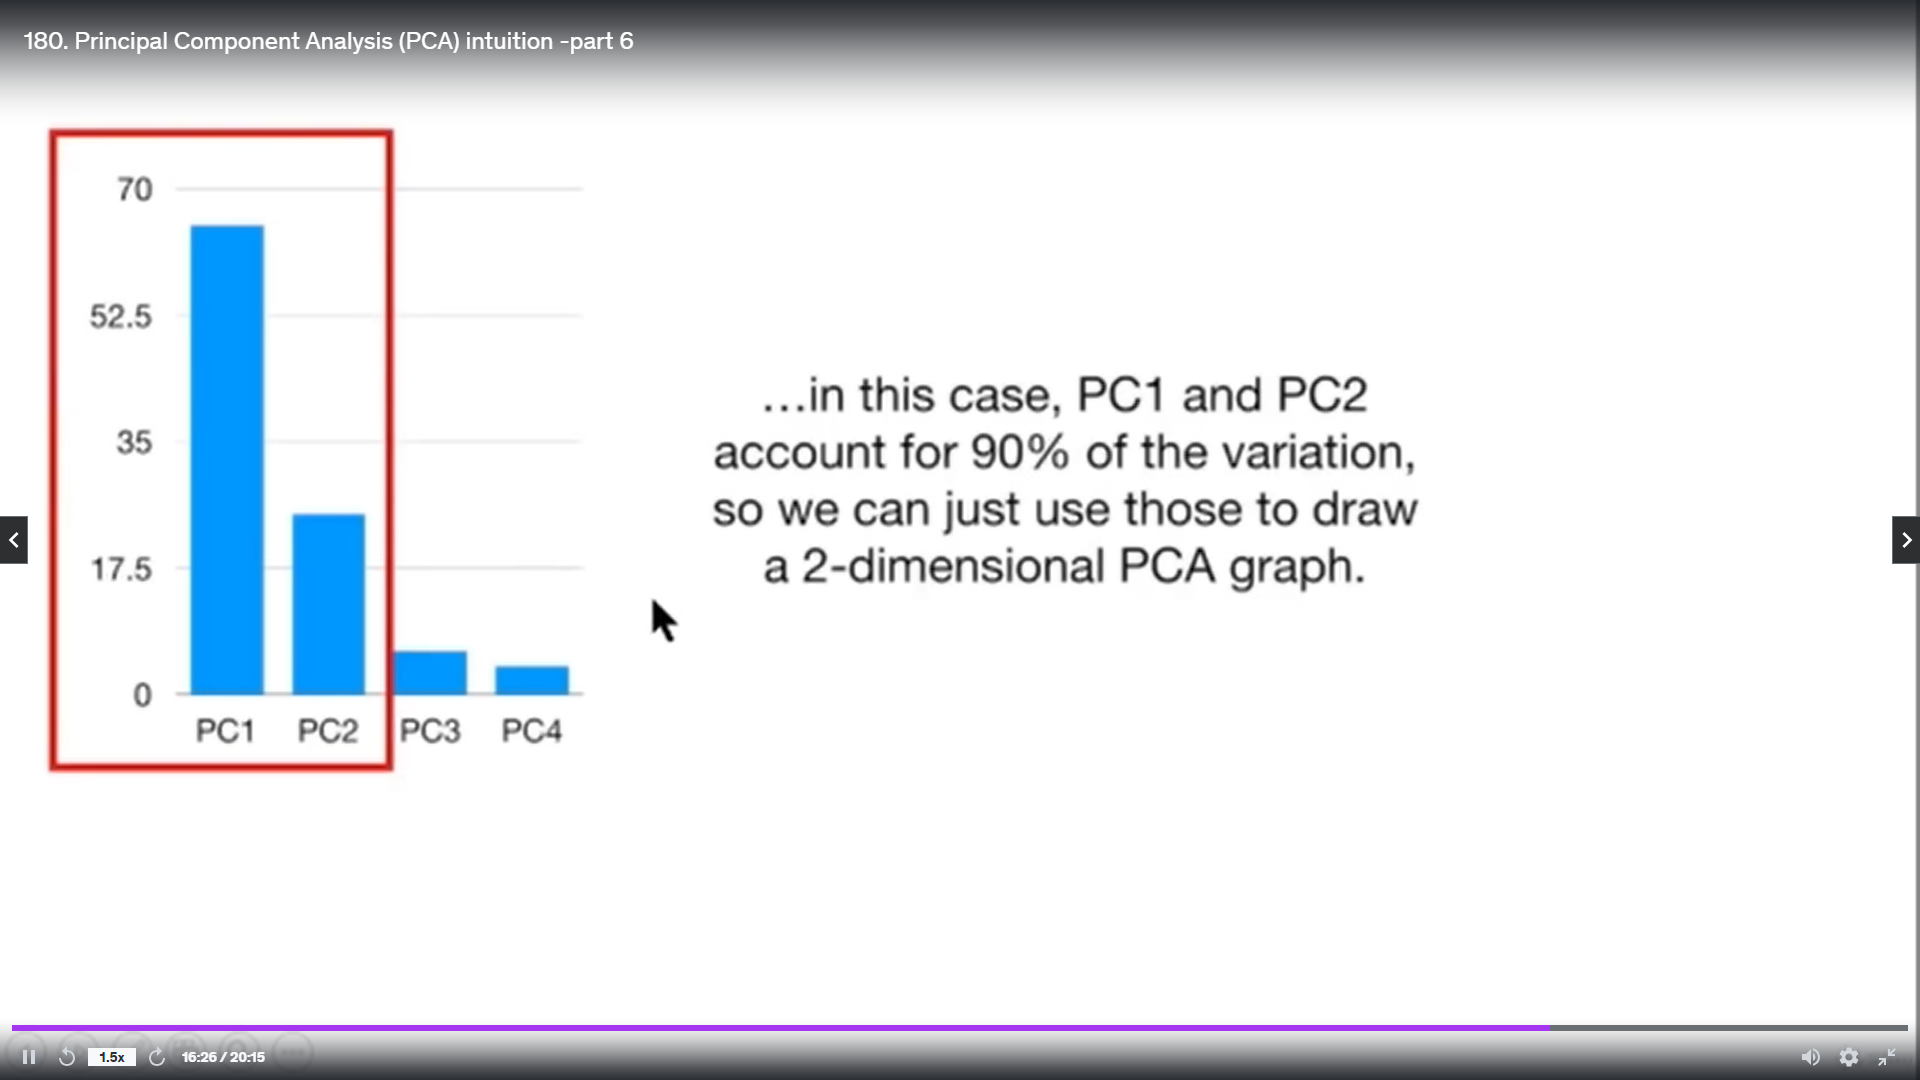 180. Principal Component Analysis (PCA) intuition -part 6
70
52.5
35
17.5
0
PC1 PC2 PC3 PC4
...in this case, PC1 and PC2
account for 90% of the variation,
so we can just use those to draw
a 2-dimensional PCA graph.
1.5x 16:26 / 20:15